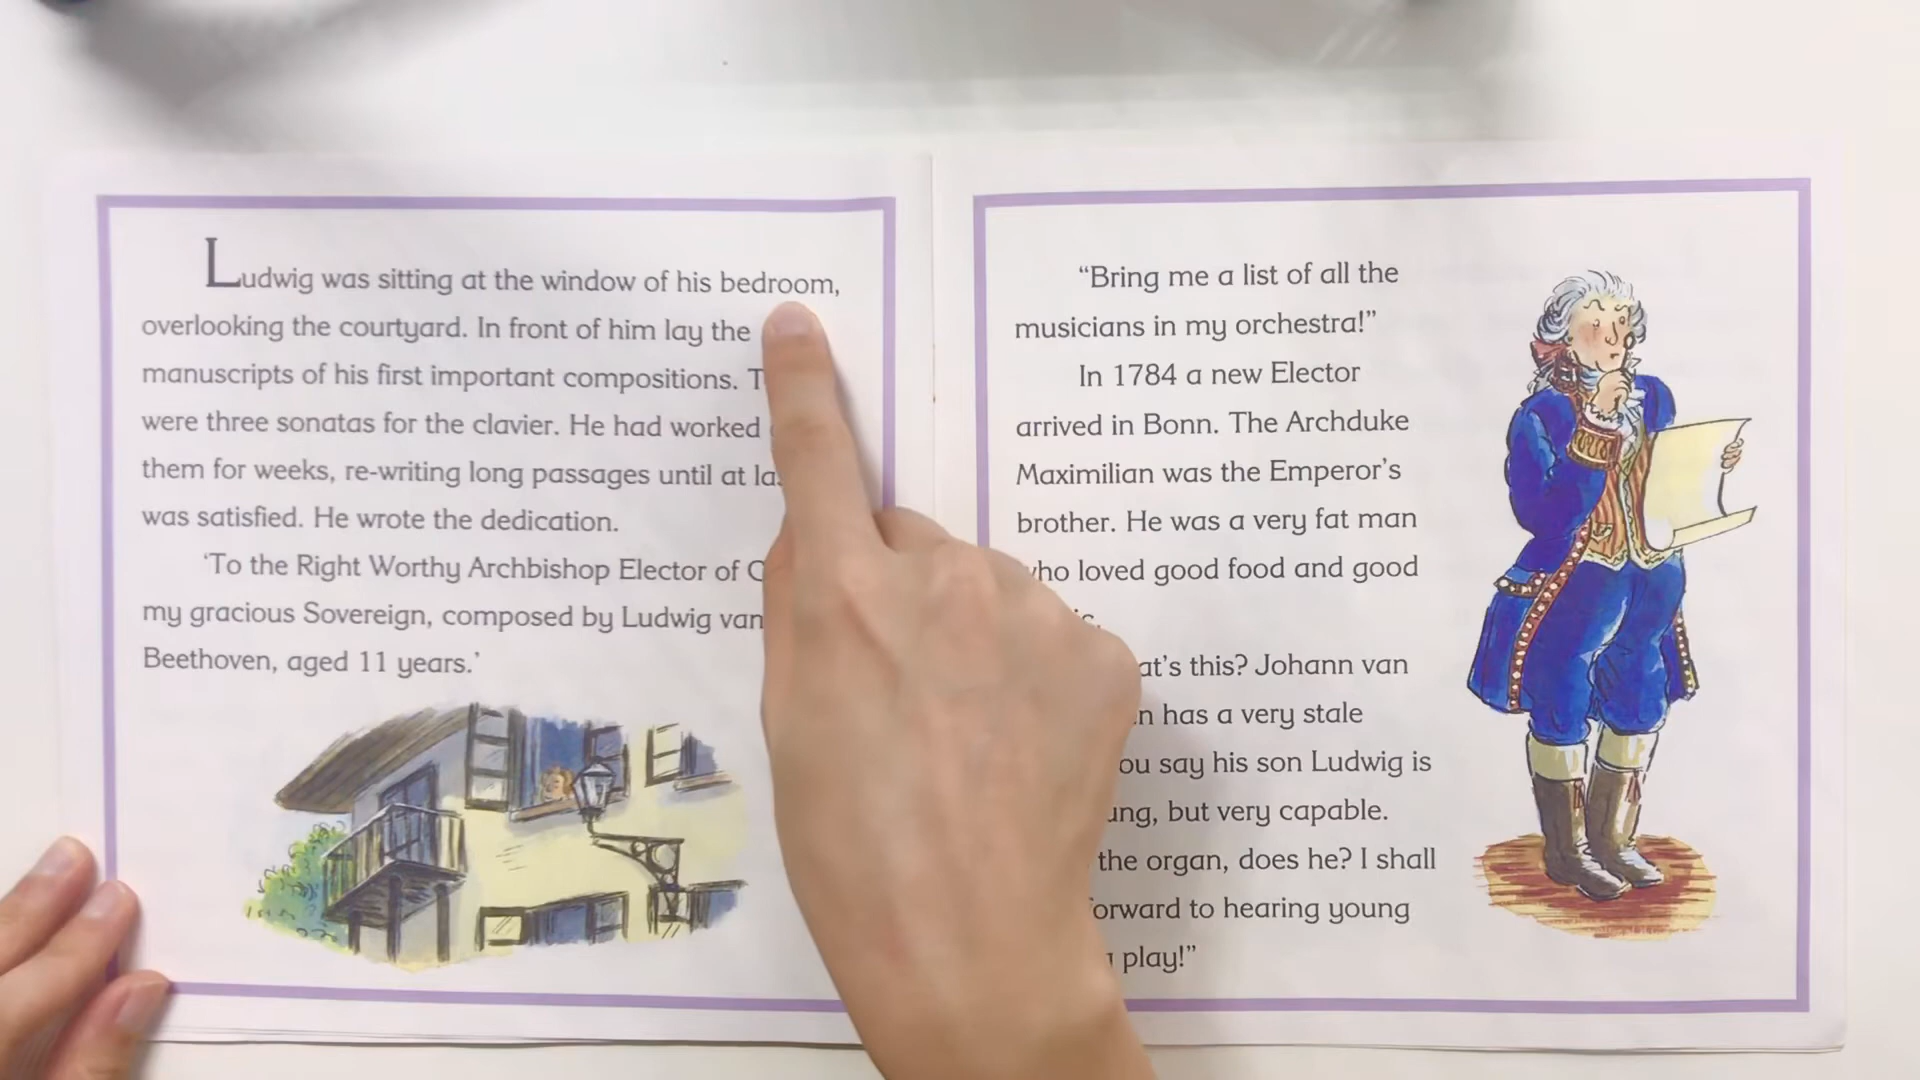 Ludwig was sitting at the window of his bedroom,
overlooking the courtyard. In front of him lay the
manuscripts of his first important compositions.
were three sonatas for the clavier. He had worked
them for weeks, re-writing long passages until at
was satisfied. He wrote the dedication.
‘To the Right Worthy Archbishop Elector of
my gracious Sovereign, composed by Ludwig van
Beethoven, aged 11 years.’
“Bring me a list of all the
musicians in my orchestra!”
In 1784 a new Elector
arrived in Bonn. The Archduke
Maximilian was the Emperor’s
brother. He was a very fat man
who loved good food and good
this? Johann van
has a very stale
say his son Ludwig is
but very capable.
the organ, does he? I shall
forward to hearing young
play!”